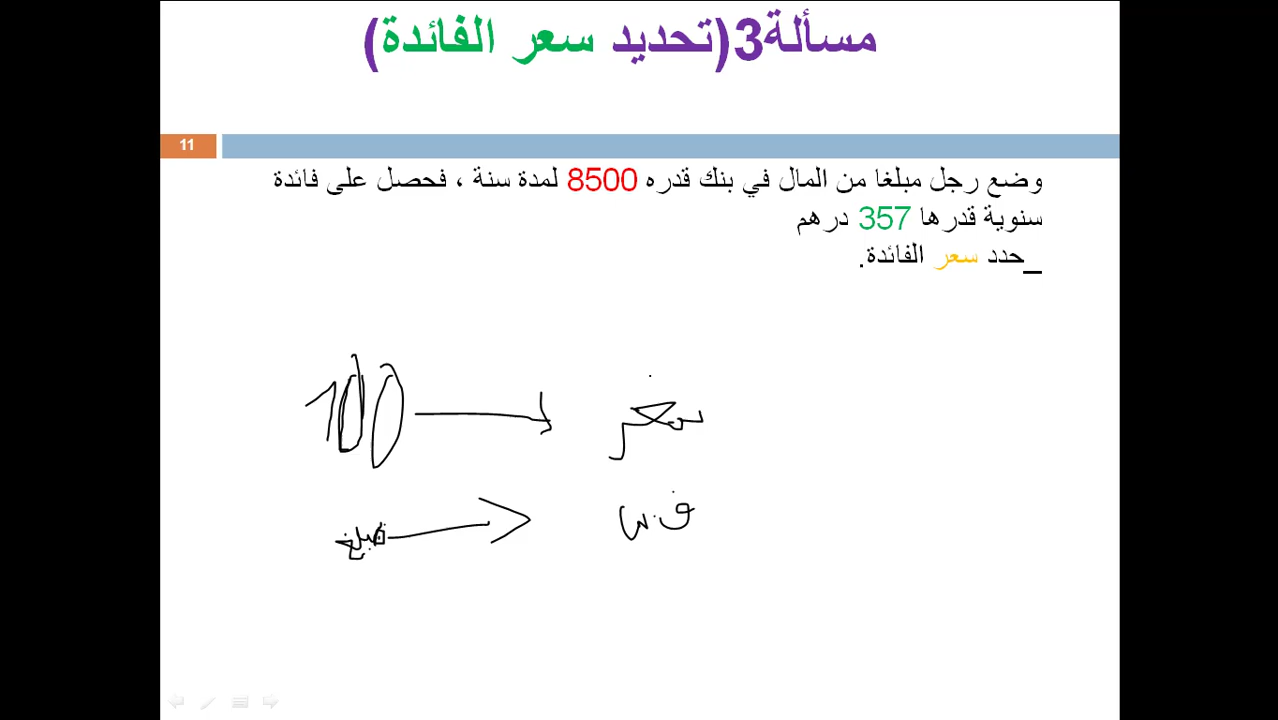 مسألة3(تحديد سعر الفائدة)
11
وضع رجل مبلغا من المال في بنك قدره 8500 لمدة سنة ، فحصل على فائدة
سنوية قدرها 357 درهم
_حدد سعر الفائدة.
100 سعر
مبلغ ف.س